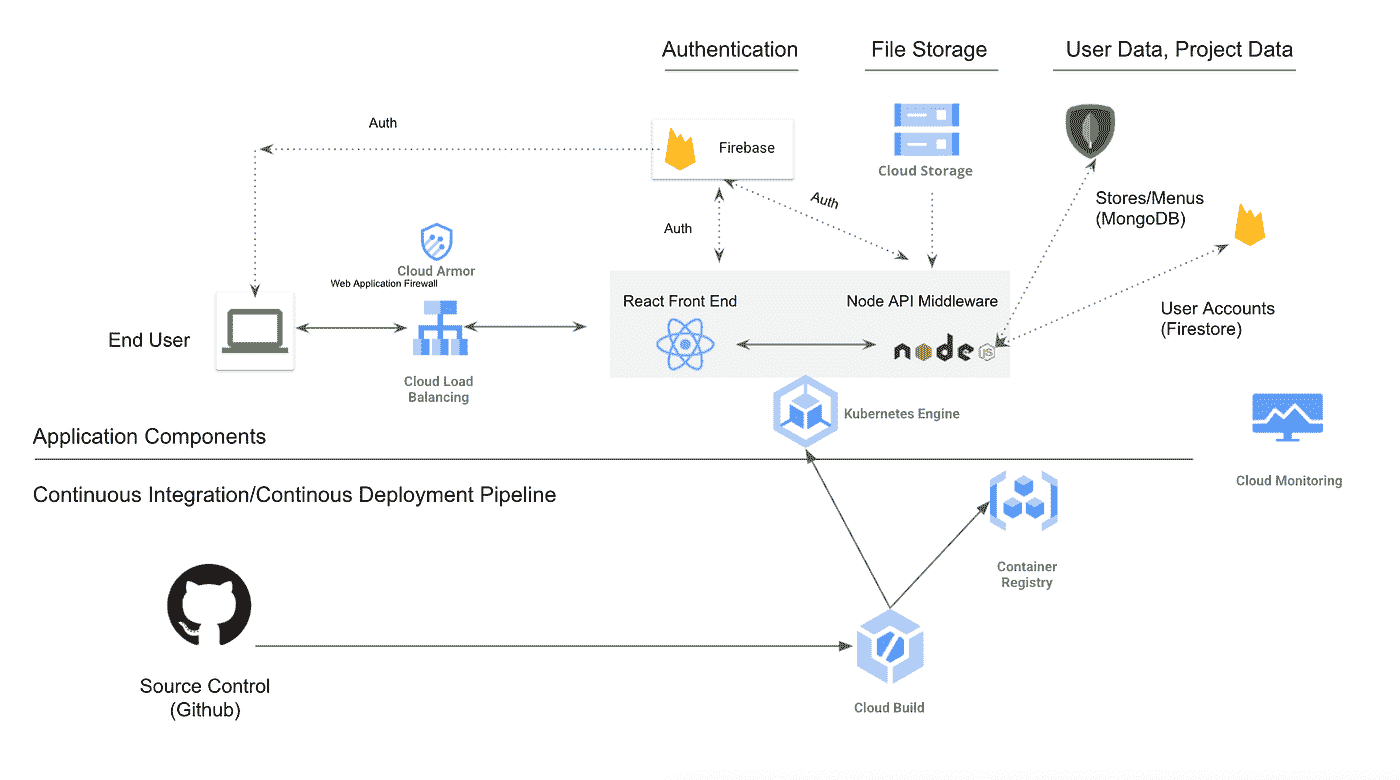 Authentication
File Storage
User Data, Project Data
Auth
Firebase
Cloud Storage
Auth
Auth
Stores/Menus
(MongoDB)
Cloud Armor
Web Application Firewall
React Front End
Node API Middleware
User Accounts
(Firestore)
End User
node
JS
Cloud Load
Balancing
Kubernetes Engine
Application Components
Cloud Monitoring
Continuous Integration/Continous Deployment Pipeline
Container
Registry
Source Control
(Github)
Cloud Build